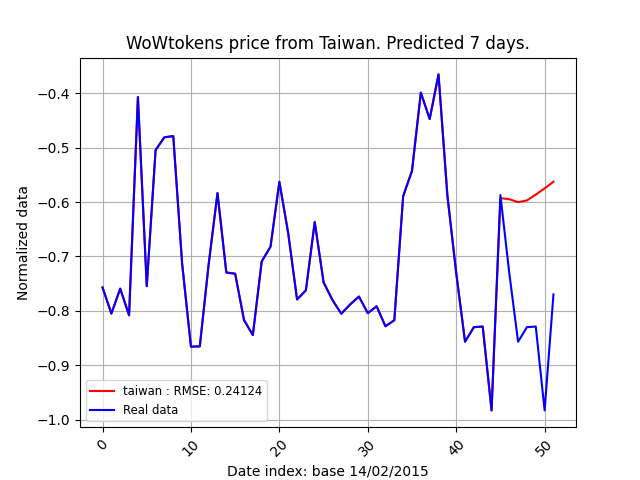 WoWtokens price from Taiwan. Predicted 7 days.
Normalized data
−0.4
−0.5
−0.6
−0.7
−0.8
−0.9
−1.0
taiwan : RMSE: 0.24124
Real data
0
10
20
30
40
50
Date index: base 14/02/2015